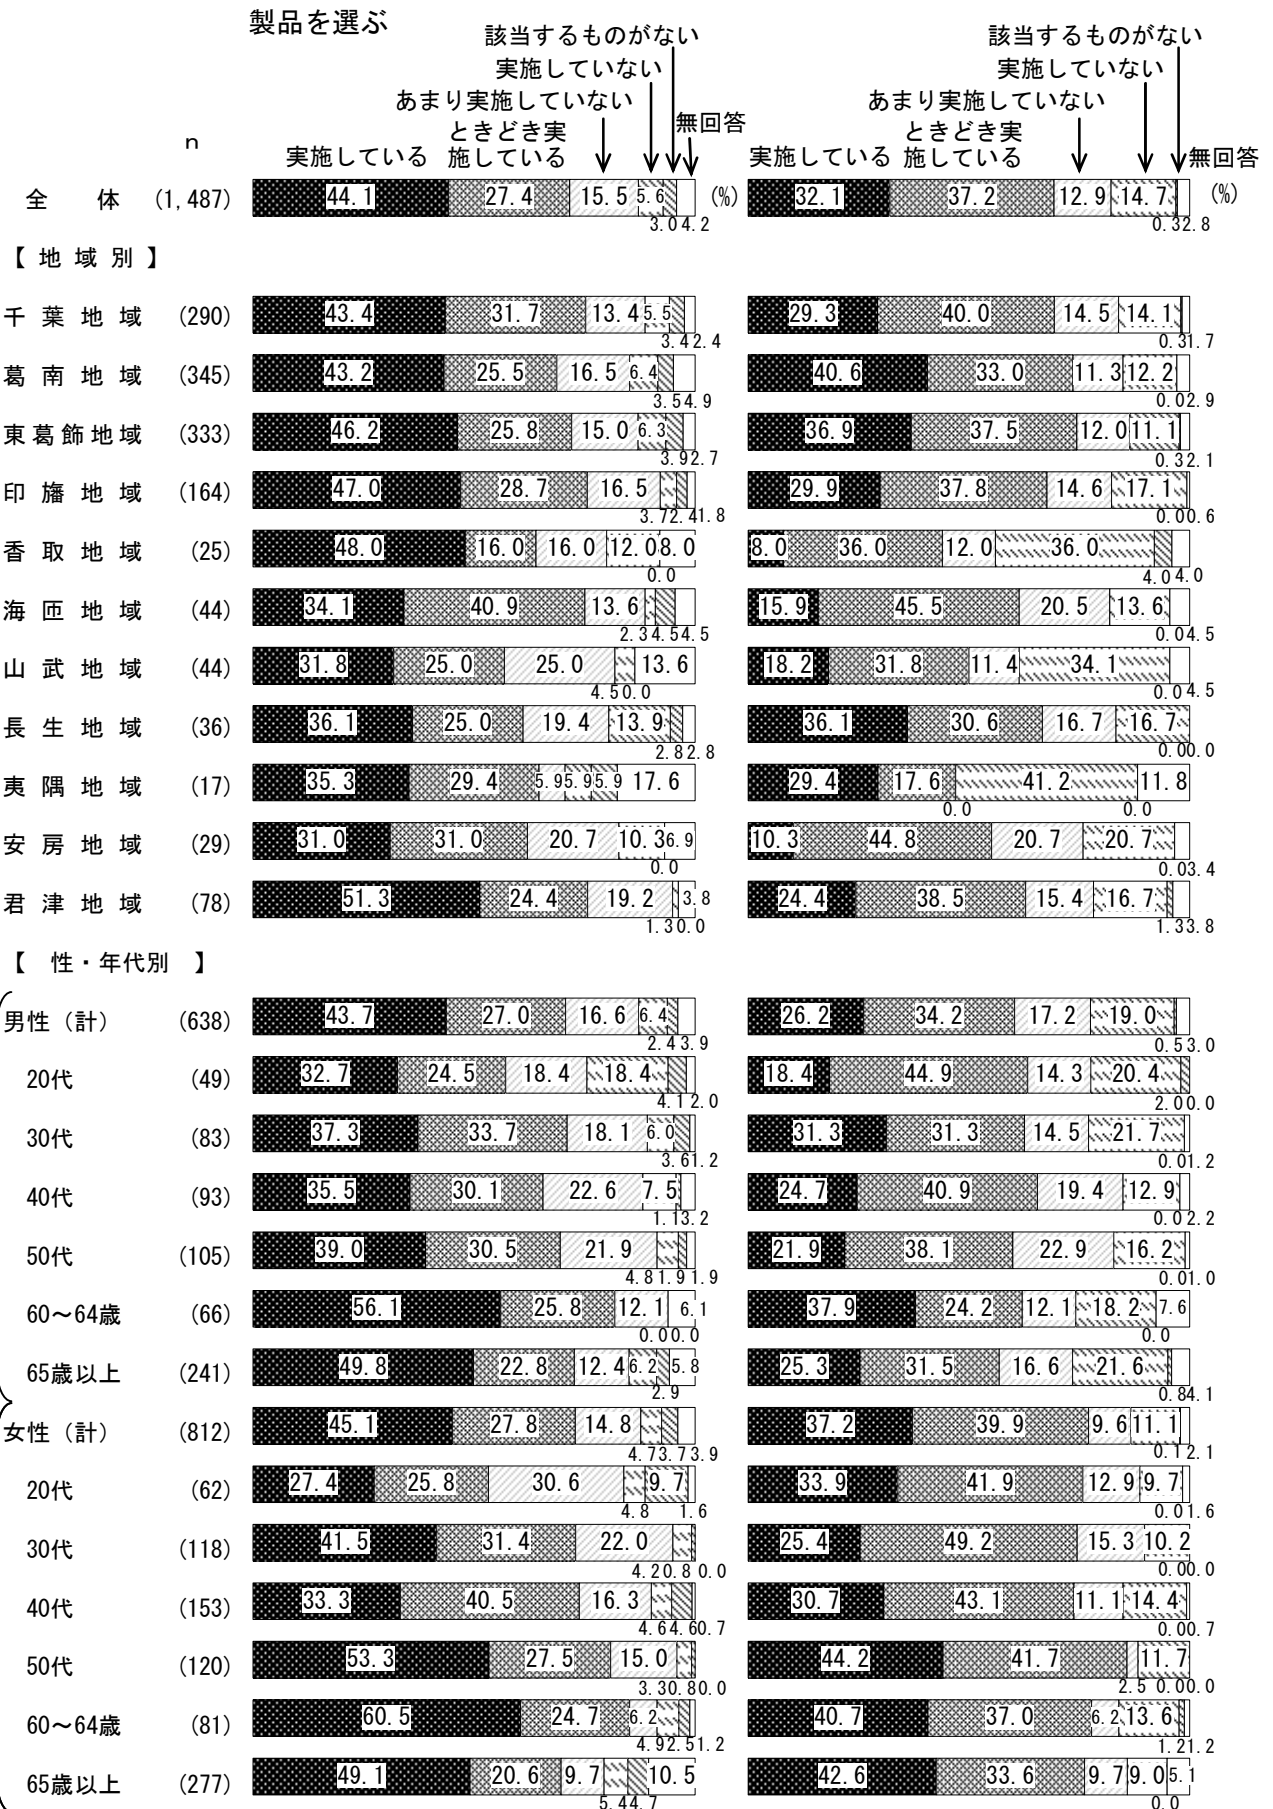 製品を選ぶ
該当するものがない 該当するものがない
実施していない 実施していない
あまり実施していない あまり実施していない
無回答
ときどき実 ときどき実
n
実施している 施している 実施している 施している 無回答
全 体 (1,487) 44.1 27.4 15.5 5.6 (%) 32.1 37.2 12.9 14.7 (%)
3.0 4.2 0.3 2.8
【 地 域 別 】
千 葉 地 域 (290) 43.4 31.7 13.4 5.5 29.3 40.0 14.5 14.1
3.4 2.4 0.3 1.7
葛 南 地 域 (345) 43.2 25.5 16.5 6.4 40.6 33.0 11.3 12.2
3.5 4.9 0.0 2.9
東葛飾地域 (333) 46.2 25.8 15.0 6.3 36.9 37.5 12.0 11.1
3.9 2.7 0.3 2.1
印 旛 地 域 (164) 47.0 28.7 16.5 29.9 37.8 14.6 17.1
3.7 2.4 1.8 0.0 0.6
香 取 地 域 (25) 48.0 16.0 16.0 12.0 8.0 8.0 36.0 12.0 36.0
0.0 4.0 4.0
海 匝 地 域 (44) 34.1 40.9 13.6 15.9 45.5 20.5 13.6
2.3 4.5 4.5 0.0 4.5
山 武 地 域 (44) 31.8 25.0 25.0 13.6 18.2 31.8 11.4 34.1
4.5 0.0 0.0 4.5
長 生 地 域 (36) 36.1 25.0 19.4 13.9 36.1 30.6 16.7 16.7
2.8 2.8 0.0 0.0
夷 隅 地 域 (17) 35.3 29.4 5.9 5.9 5.9 17.6 29.4 17.6 41.2 11.8
0.0 0.0
安 房 地 域 (29) 31.0 31.0 20.7 10.3 6.9 10.3 44.8 20.7 20.7
0.0 0.0 3.4
君 津 地 域 (78) 51.3 24.4 19.2 3.8 24.4 38.5 15.4 16.7
1.3 0.0 1.3 3.8
【 性・年代別 】
男性（計） (638) 43.7 27.0 16.6 6.4 26.2 34.2 17.2 19.0
2.4 3.9 0.5 3.0
20代 (49) 32.7 24.5 18.4 18.4 18.4 44.9 14.3 20.4
4.1 2.0 2.0 0.0
30代 (83) 37.3 33.7 18.1 6.0 31.3 31.3 14.5 21.7
3.6 1.2 0.0 1.2
40代 (93) 35.5 30.1 22.6 7.5 24.7 40.9 19.4 12.9
1.1 3.2 0.0 2.2
50代 (105) 39.0 30.5 21.9 21.9 38.1 22.9 16.2
4.8 1.9 1.9 0.0 1.0
60～64歳 (66) 56.1 25.8 12.1 6.1 37.9 24.2 12.1 18.2 7.6
0.0 0.0 0.0
65歳以上 (241) 49.8 22.8 12.4 6.2 5.8 25.3 31.5 16.6 21.6
2.9 0.8 4.1
女性（計） (812) 45.1 27.8 14.8 37.2 39.9 9.6 11.1
4.7 3.7 3.9 0.1 2.1
20代 (62) 27.4 25.8 30.6 9.7 33.9 41.9 12.9 9.7
4.8 1.6 0.0 1.6
30代 (118) 41.5 31.4 22.0 25.4 49.2 15.3 10.2
4.2 0.8 0.0 0.0 0.0
40代 (153) 33.3 40.5 16.3 30.7 43.1 11.1 14.4
4.6 4.6 0.7 0.0 0.7
50代 (120) 53.3 27.5 15.0 44.2 41.7 11.7
3.3 0.8 0.0 2.5 0.0 0.0
60～64歳 (81) 60.5 24.7 6.2 40.7 37.0 6.2 13.6
4.9 2.5 1.2 1.2 1.2
65歳以上 (277) 49.1 20.6 9.7 10.5 42.6 33.6 9.7 9.0 5.1
5.4 4.7 0.0